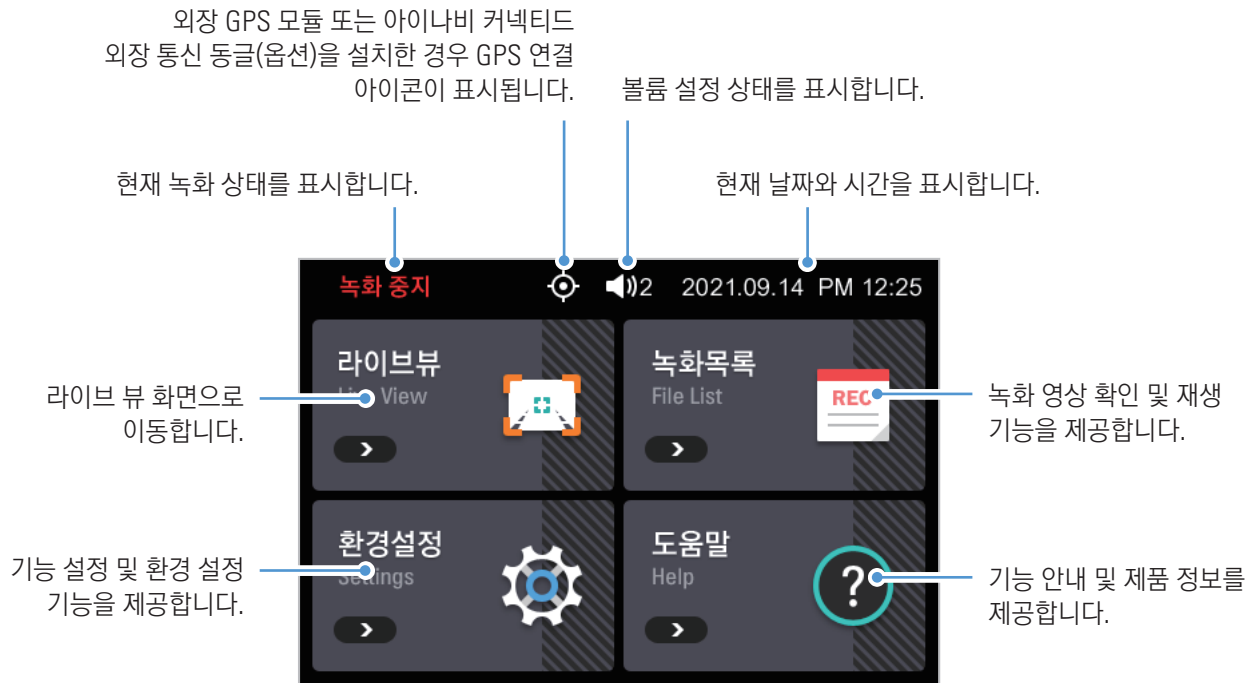 외장 GPS 모듈 또는 아이나비 커넥티드
외장 통신 동글(옵션)을 설치한 경우 GPS 연결
아이콘이 표시됩니다.
볼륨 설정 상태를 표시합니다.
현재 녹화 상태를 표시합니다.
현재 날짜와 시간을 표시합니다.
녹화 중지
2
2021.09.14 PM 12:25
라이브뷰
Live View
녹화목록
File List
REC
라이브 뷰 화면으로
이동합니다.
녹화 영상 확인 및 재생
기능을 제공합니다.
환경설정
Settings
도움말
Help
?
기능 설정 및 환경 설정
기능을 제공합니다.
기능 안내 및 제품 정보를
제공합니다.